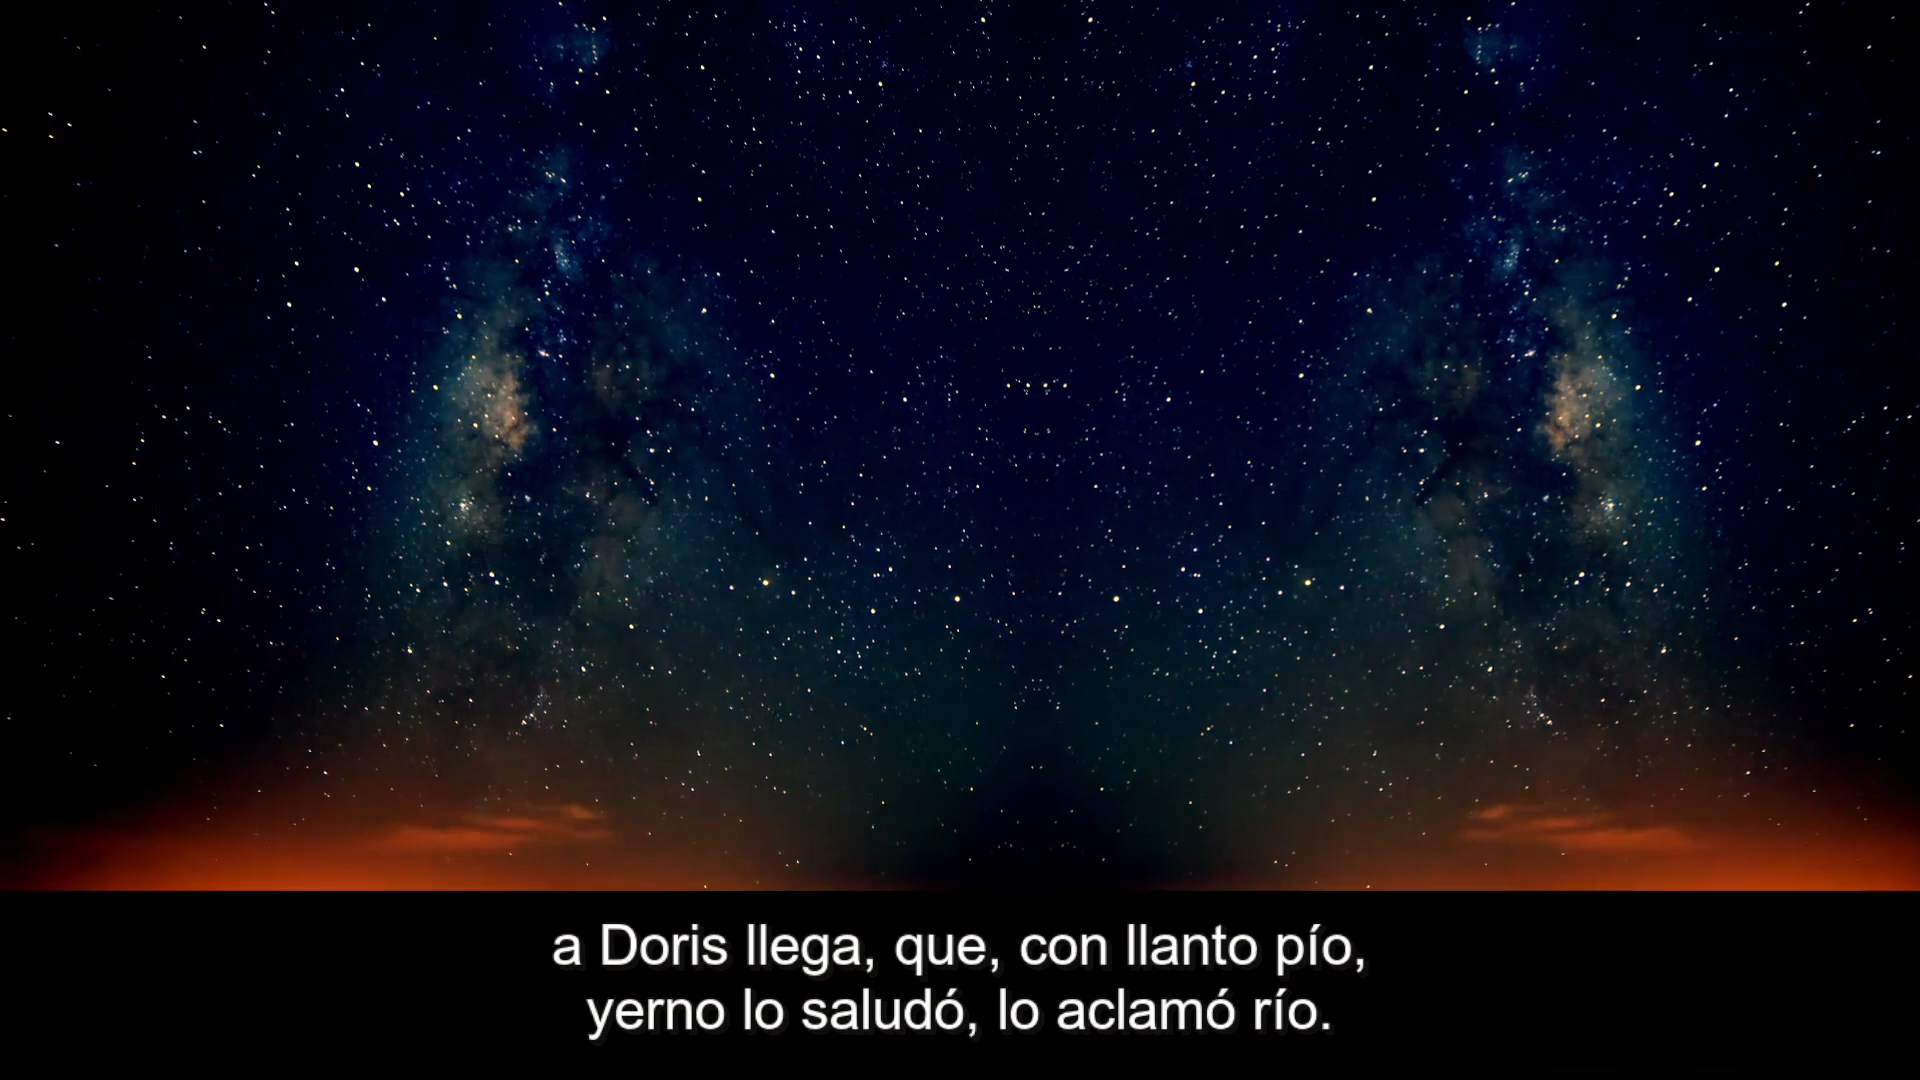 a Doris llega, que, con llanto pío,
yerno lo saludó, lo aclamó río.